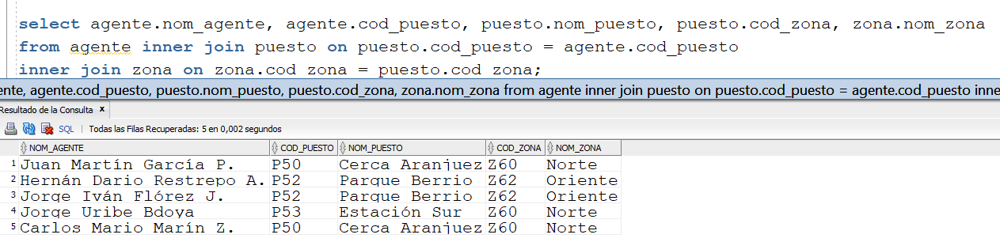 select agente.nom_agente, agente.cod_puesto, puesto.nom_puesto, puesto.cod_zona, zona.nom_zona
from agente inner join puesto on puesto.cod_puesto = agente.cod_puesto
inner join zona on zona.cod_zona = puesto.cod_zona;
ente, agente.cod_puesto, puesto.nom_puesto, puesto.cod_zona, zona.nom_zona from agente inner join puesto on puesto.cod_puesto = agente.cod_puesto inne
Resultado de la Consulta x
SQL | Todas las Filas Recuperadas: 5 en 0,002 segundos
NOM_AGENTE COD_PUESTO NOM_PUESTO COD_ZONA NOM_ZONA
1 Juan Martín García P. P50 Cerca Aranjuez Z60 Norte
2 Hernán Dario Restrepo A. P52 Parque Berrio Z62 Oriente
3 Jorge Iván Flórez J. P52 Parque Berrio Z62 Oriente
4 Jorge Uribe Bdoya P53 Estación Sur Z60 Norte
5 Carlos Mario Marín Z. P50 Cerca Aranjuez Z60 Norte